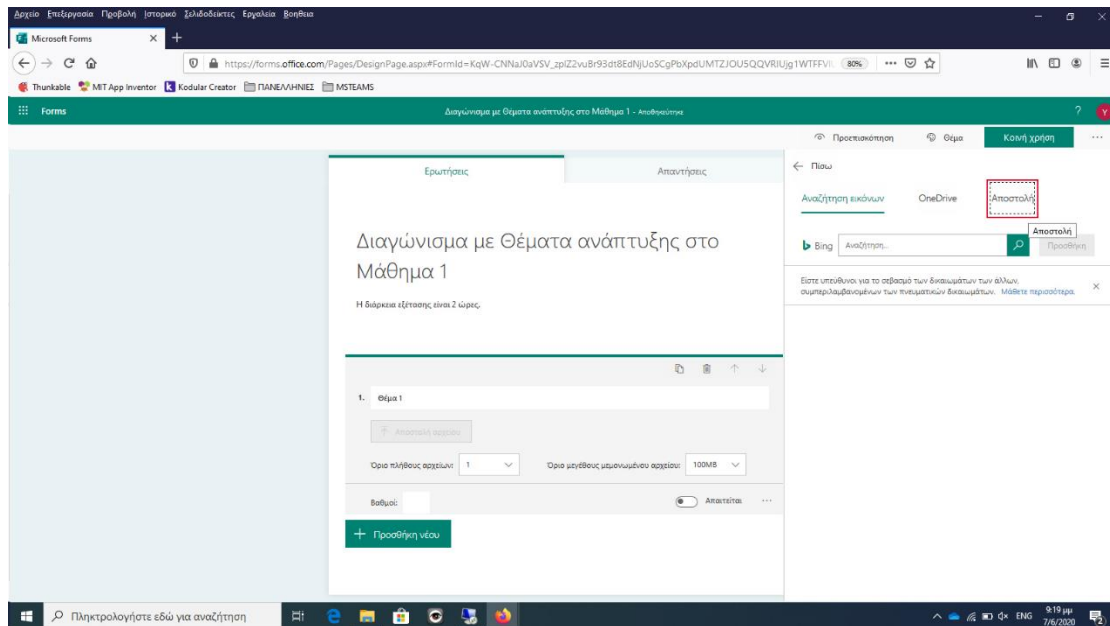 Αρχείο Επεξεργασία Προβολή Ιστορικό Σελιδοδείκτες Εργαλεία Βοήθεια
Microsoft Forms
https://forms.office.com/Pages/DesignPage.aspx#FormId=
80%
Thunkable MIT App Inventor Kodular Creator ΠΑΝΕΛΛΗΝΙΕΣ MSTEAMS
Forms Διαγώνισμα με Θέματα ανάπτυξης στο Μάθημα 1 - Αποθηκεύτηκε ? Y
Προεπισκόπηση Θέμα Κοινή χρήση
Ερωτήσεις Απαντήσεις
Διαγώνισμα με Θέματα ανάπτυξης στο
Μάθημα 1
Η διάρκεια εξέτασης είναι 2 ώρες.
1. Θέμα 1
Αποστολή αρχείου
Όριο πλήθους αρχείων: 1 Όριο μεγέθους μεμονωμένου αρχείου: 100MB
Βαθμοί: Απαιτείται
Προσθήκη νέου
Πίσω
Αναζήτηση εικόνων OneDrive Αποστολή
Αποστολή
Bing Αναζήτηση... Προσθήκη
Είστε υπεύθυνοι για το σεβασμό των δικαιωμάτων των άλλων,
συμπεριλαμβανομένων των πνευματικών δικαιωμάτων. Μάθετε περισσότερα.
Πληκτρολογήστε εδώ για αναζήτηση
ENG 9:19 μμ
7/6/2020